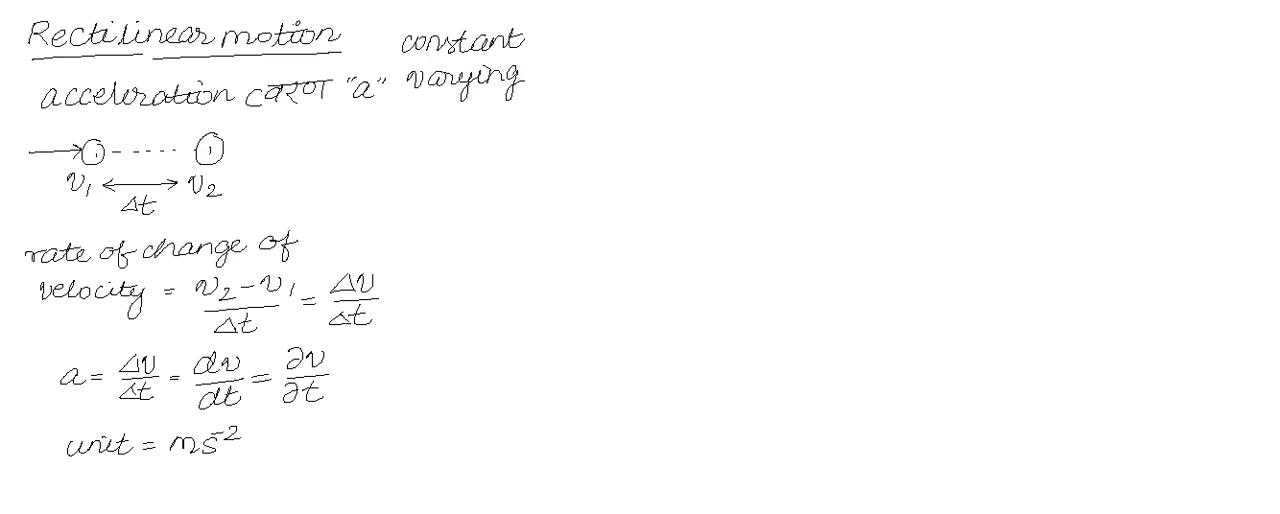 Rectilinear motion constant
acceleration त्वरण "a" varying
v₁ ⟷ v₂
Δt
rate of change of
velocity = (v₂ - v₁)/Δt = Δv/Δt
a = Δv/Δt = dv/dt = ∂v/∂t
unit = ms⁻²